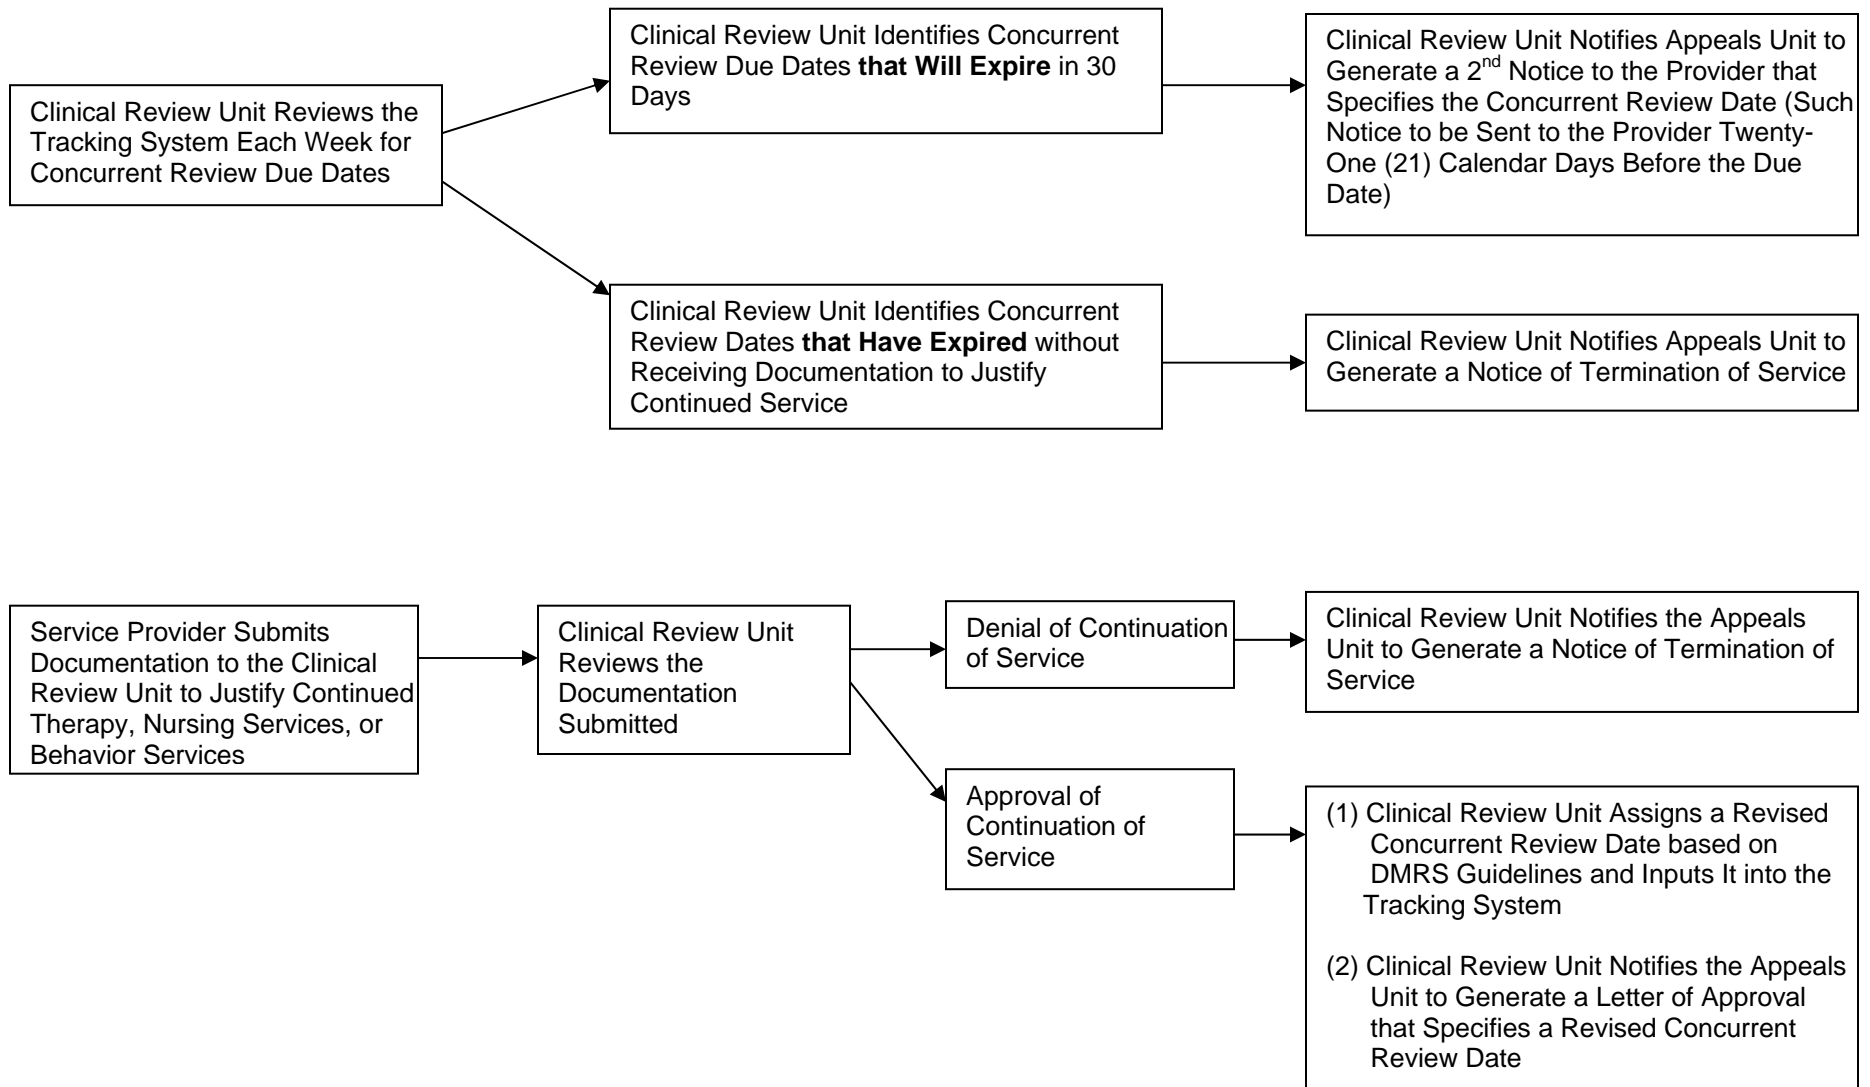 Clinical Review Unit Reviews the
Tracking System Each Week for
Concurrent Review Due Dates
Clinical Review Unit Identifies Concurrent
Review Due Dates that Will Expire in 30
Days
Clinical Review Unit Notifies Appeals Unit to
Generate a 2nd Notice to the Provider that
Specifies the Concurrent Review Date (Such
Notice to be Sent to the Provider Twenty-
One (21) Calendar Days Before the Due
Date)
Clinical Review Unit Identifies Concurrent
Review Dates that Have Expired without
Receiving Documentation to Justify
Continued Service
Clinical Review Unit Notifies Appeals Unit to
Generate a Notice of Termination of Service
Service Provider Submits
Documentation to the Clinical
Review Unit to Justify Continued
Therapy, Nursing Services, or
Behavior Services
Clinical Review Unit
Reviews the
Documentation
Submitted
Denial of Continuation
of Service
Clinical Review Unit Notifies the Appeals
Unit to Generate a Notice of Termination of
Service
Approval of
Continuation of
Service
(1) Clinical Review Unit Assigns a Revised
Concurrent Review Date based on
DMRS Guidelines and Inputs It into the
Tracking System
(2) Clinical Review Unit Notifies the Appeals
Unit to Generate a Letter of Approval
that Specifies a Revised Concurrent
Review Date